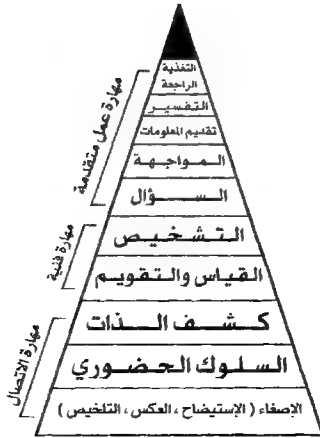 التغذية
الراجعة
التفسير
تقديم المعلومات
المواجهة
السؤال
التشخيص
القياس والتقويم
كشف الذات
السلوك الحضوري
الإصغاء (الإستيضاح، العكس، التلخيص)
مهارة عمل متقدمة
مهارة فنية
مهارة الاتصال